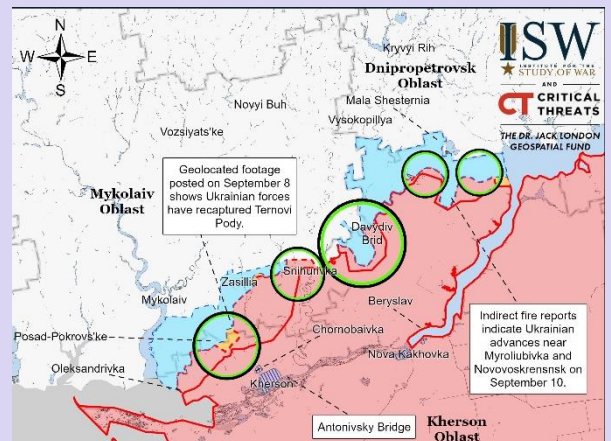 N
W E
S
Kryvyi Rih
Dnipropetrovsk
Oblast
Mala Shesternia
Novyi Buh
Vysokopillya
Vozsiyats'ke
ISW
INSTITUTE FOR THE
STUDY OF WAR
AND
CT CRITICAL
THREATS
THE DR. JACK LONDON
GEOSPATIAL FUND
Geolocated footage
posted on September 8
shows Ukrainian forces
have recaptured Ternovi
Pody.
Mykolaiv
Oblast
Davydiv
Brid
Snihurivka
Zasillia
Mykolaiv
Beryslav
Posad-Pokrovs'ke
Chornobaivka
Oleksandrivka
Nova Kakhovka
Kherson
Indirect fire reports
indicate Ukrainian
advances near
Myroliubivka and
Novovoskrensnsk on
September 10.
Antonivsky Bridge
Kherson
Oblast